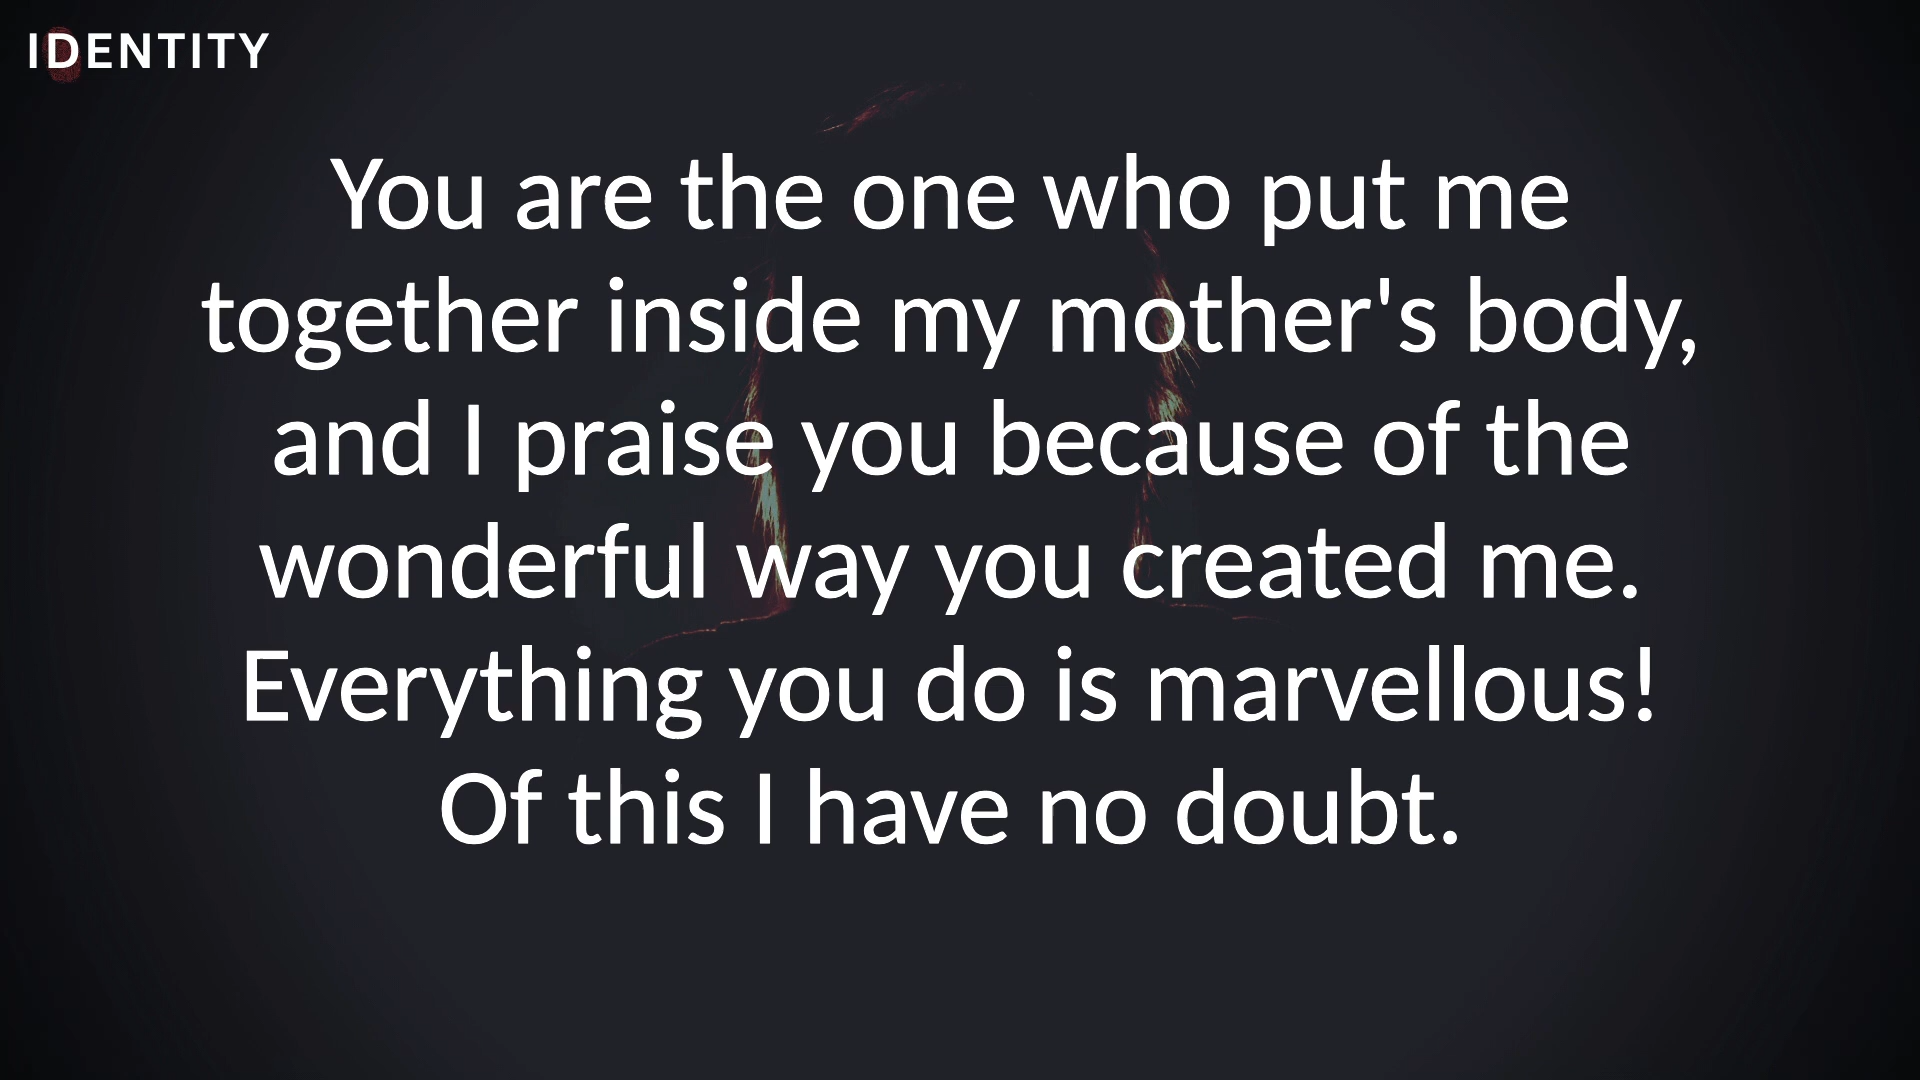 IDENTITY
You are the one who put me
together inside my mother's body,
and I praise you because of the
wonderful way you created me.
Everything you do is marvellous!
Of this I have no doubt.